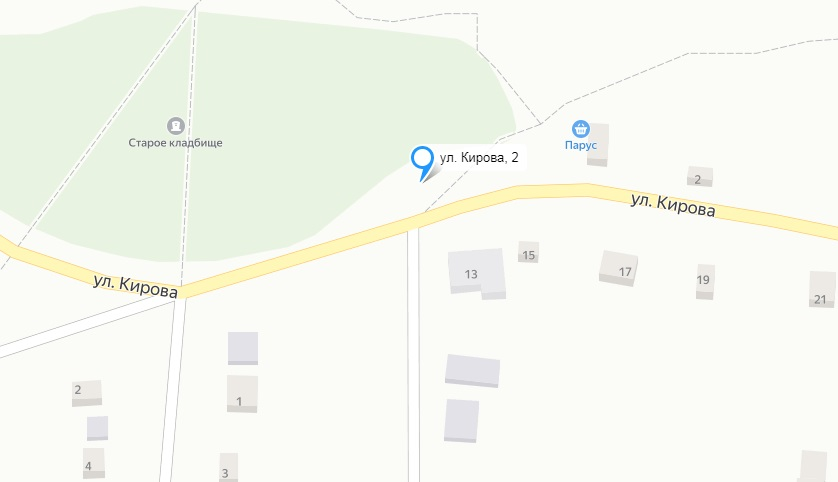 Старое кладбище
ул. Кирова, 2
Парус
2
ул. Кирова
ул. Кирова
13
15
17
19
21
2
1
4
3